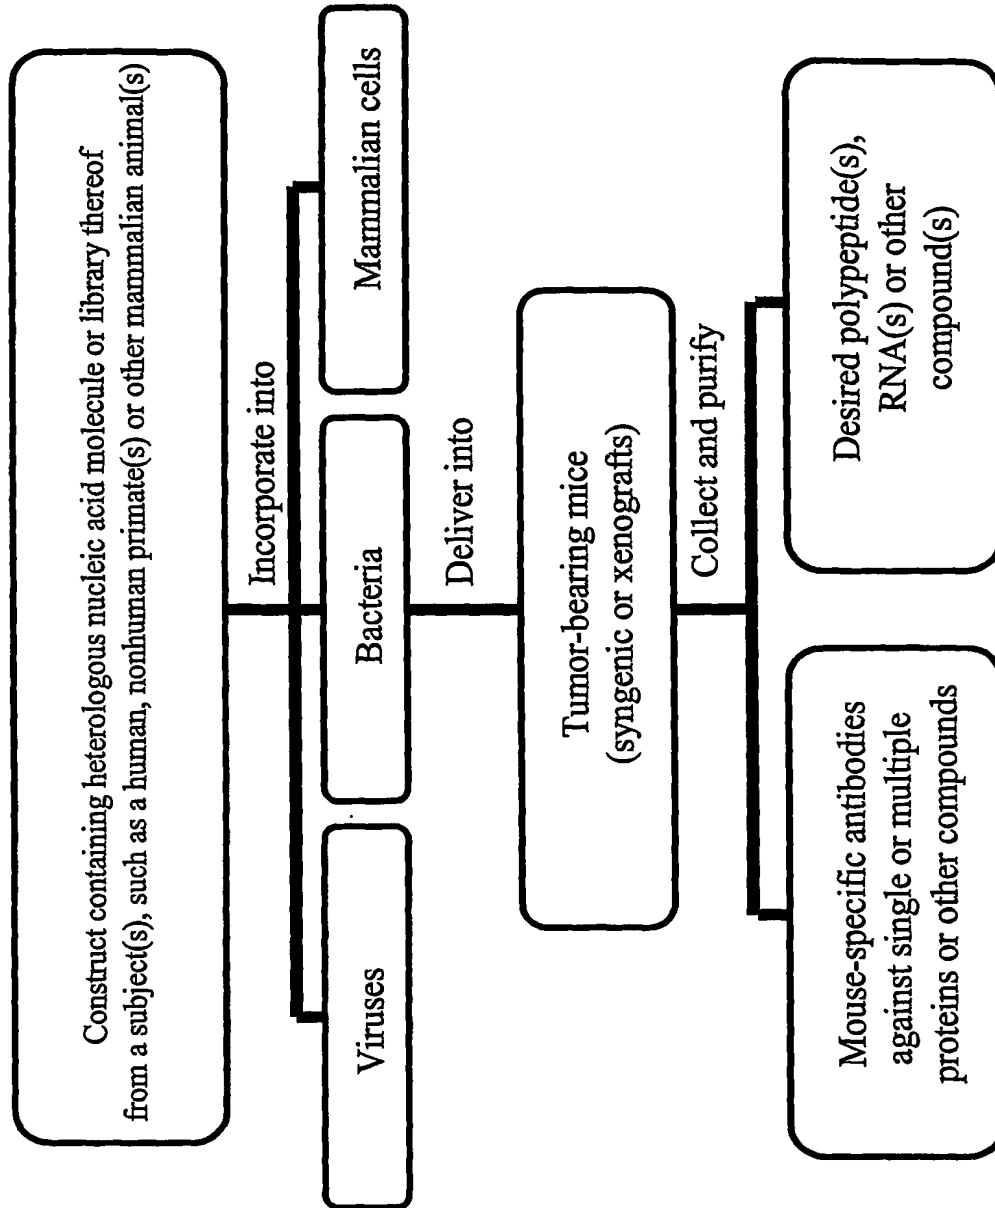 Construct containing heterologous nucleic acid molecule or library thereof
from a subject(s), such as a human, nonhuman primate(s) or other mammalian animal(s)
Incorporate into
Viruses
Bacteria
Mammalian cells
Deliver into
Tumor-bearing mice
(syngenic or xenografts)
Collect and purify
Mouse-specific antibodies
against single or multiple
proteins or other compounds
Desired polypeptide(s),
RNA(s) or other
compound(s)